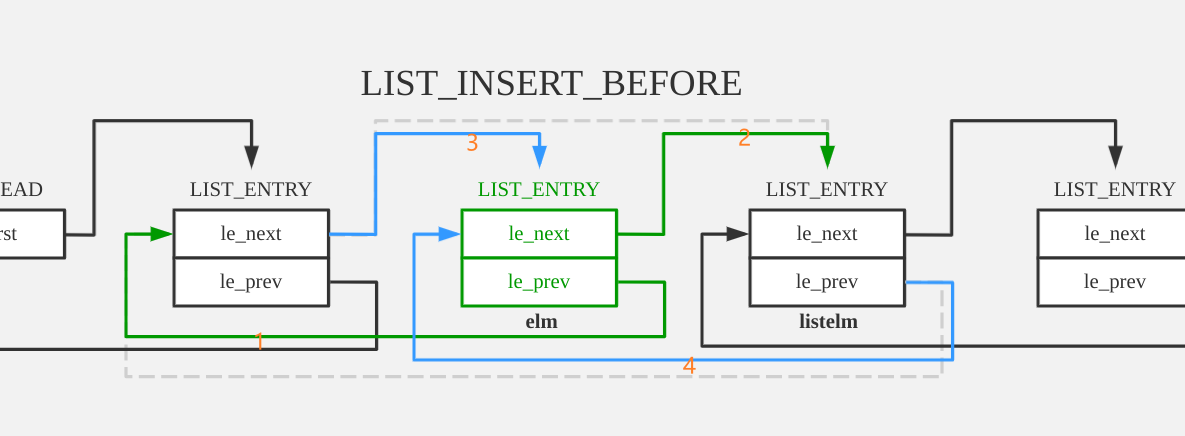 LIST_INSERT_BEFORE
3
2
EAD
LIST_ENTRY
LIST_ENTRY
LIST_ENTRY
LIST_ENTRY
rst
le_next
le_next
le_next
le_next
le_prev
le_prev
le_prev
le_prev
elm
listelm
1
4